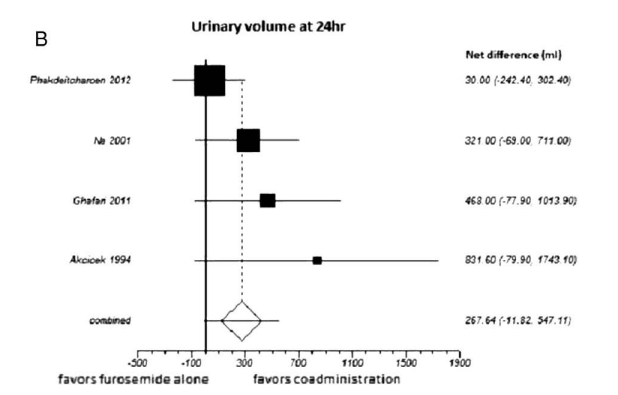 B
Urinary volume at 24hr
Net difference (ml)
Phakdeitcharoen 2012 30.00 (-242.40, 302.40)
Na 2001 321.00 (-69.00, 711.00)
Ghafari 2011 468.00 (-77.90 1013.90)
Akcicek 1994 831.60 (-79.90, 1743.10)
combined 267.64 (-11.82, 547.11)
-500 -100 300 700 1100 1500 1900
favors furosemide alone favors coadministration